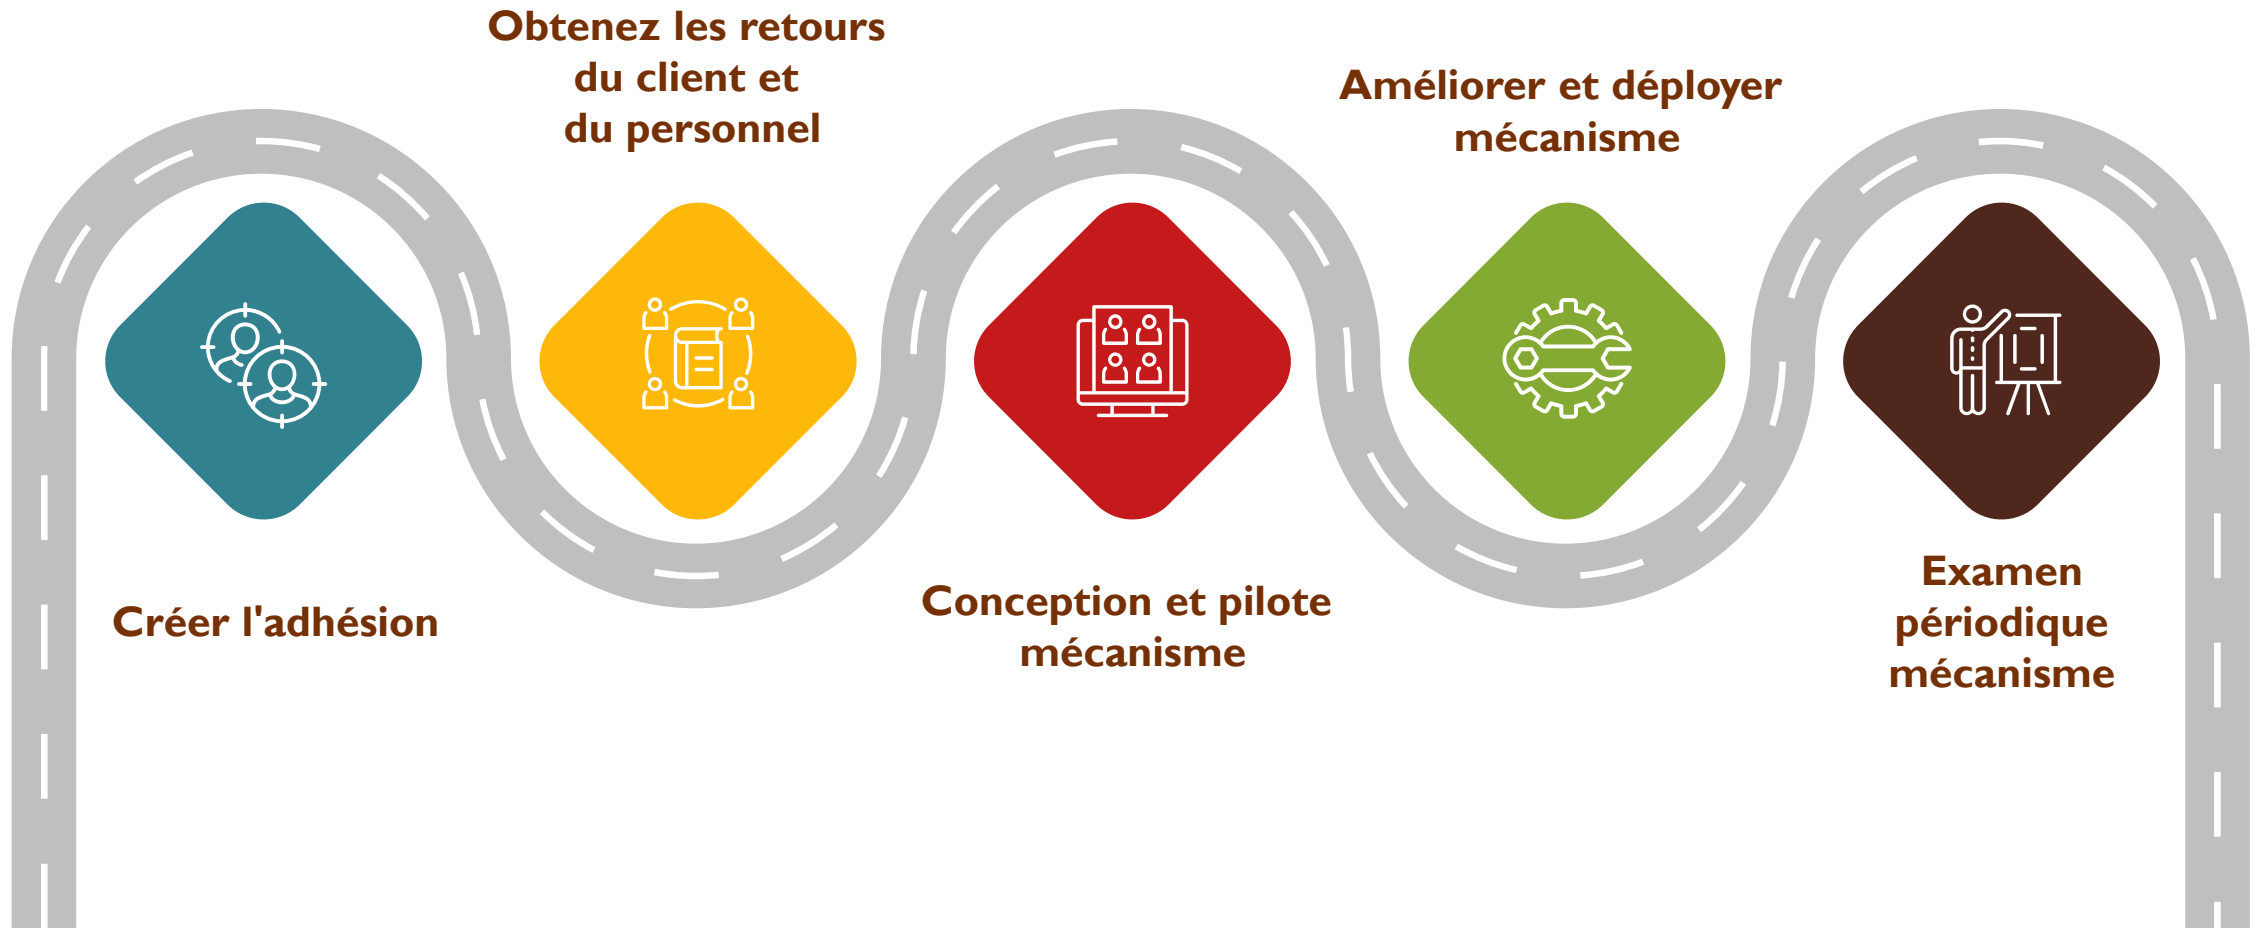 Créer l'adhésion
Obtenez les retours
du client et
du personnel
Conception et pilote
mécanisme
Améliorer et déployer
mécanisme
Examen
périodique
mécanisme